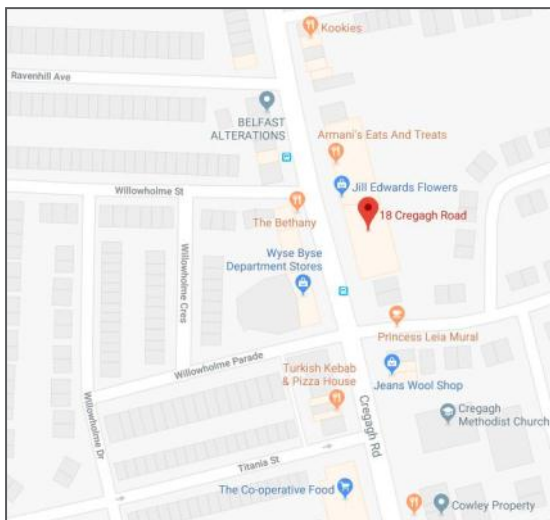 Kookies
Ravenhill Ave
BELFAST
ALTERATIONS
Armani's Eats And Treats
Jill Edwards Flowers
Willowholme St
The Bethany
18 Cregagh Road
Wyse Byse
Department Stores
Willowholme Cres
Princess Leia Mural
Willowholme Parade
Turkish Kebab
& Pizza House
Jeans Wool Shop
Cregagh Rd
Cregagh
Methodist Church
Willowholme Dr
Titania St
The Co-operative Food
Cowley Property